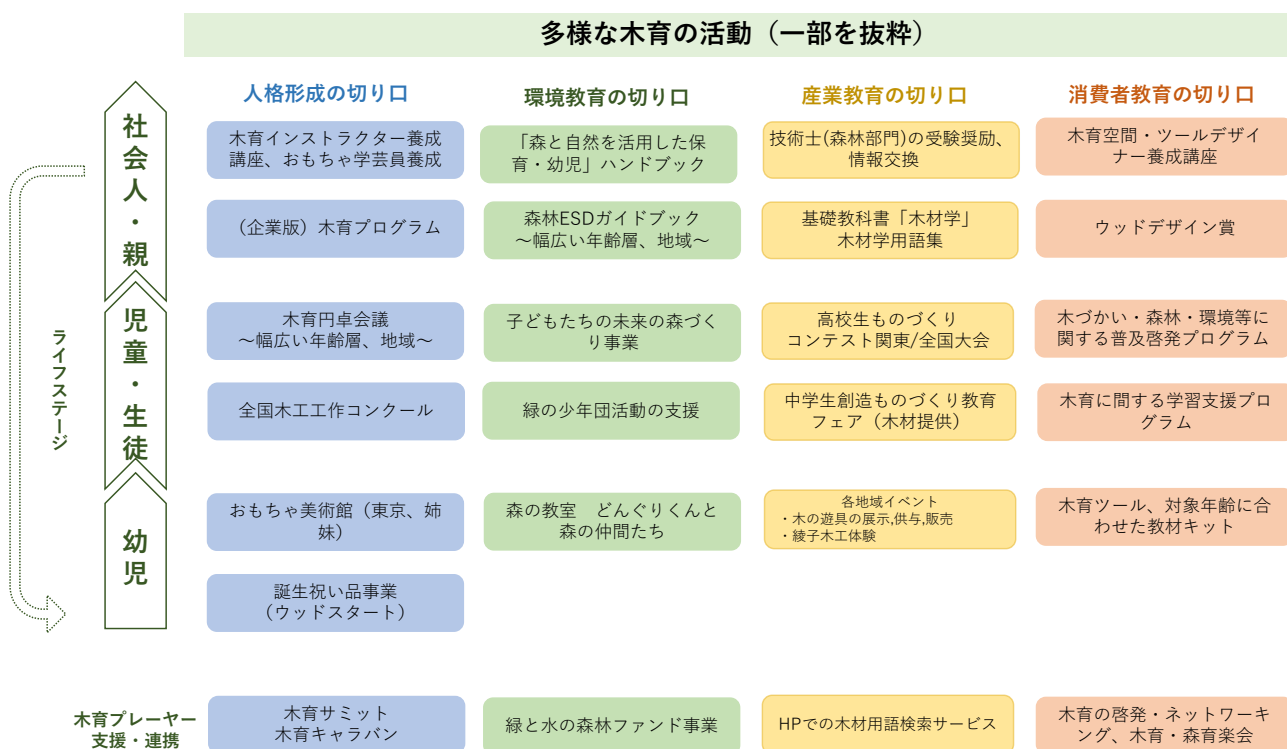 多様な木育の活動（一部を抜粋）
人格形成の切り口
環境教育の切り口
産業教育の切り口
消費者教育の切り口
社会人・親
木育インストラクター養成
講座、おもちゃ学芸員養成
「森と自然を活用した保
育・幼児」ハンドブック
技術士(森林部門)の受験奨励、
情報交換
木育空間・ツールデザイ
ナー養成講座
（企業版）木育プログラム
森林ESDガイドブック
～幅広い年齢層、地域～
基礎教科書「木材学」
木材学用語集
ウッドデザイン賞
ライフステージ
児童・生徒
木育円卓会議
～幅広い年齢層、地域～
子どもたちの未来の森づく
り事業
高校生ものづくり
コンテスト関東/全国大会
木づかい・森林・環境等に
関する普及啓発プログラム
全国木工工作コンクール
緑の少年団活動の支援
中学生創造ものづくり教育
フェア（木材提供）
木育に関する学習支援プロ
グラム
幼児
おもちゃ美術館（東京、姉
妹）
森の教室　どんぐりくんと
森の仲間たち
各地域イベント
・木の遊具の展示,供与,販売
・綾子木工体験
木育ツール、対象年齢に合
わせた教材キット
誕生祝い品事業
（ウッドスタート）
木育プレーヤー
支援・連携
木育サミット
木育キャラバン
緑と水の森林ファンド事業
HPでの木材用語検索サービス
木育の啓発・ネットワーキ
ング、木育・森育楽会